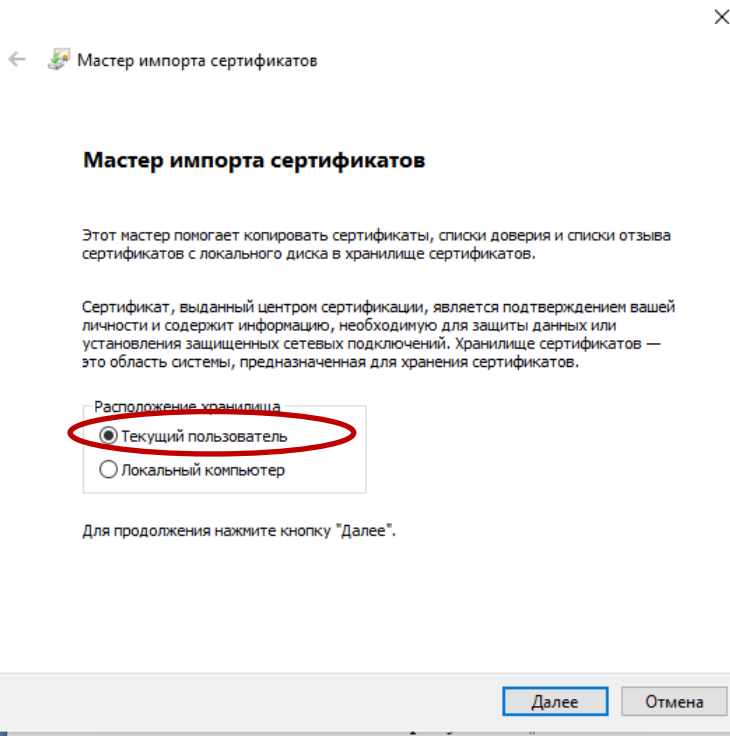 Мастер импорта сертификатов
Мастер импорта сертификатов
Этот мастер помогает копировать сертификаты, списки доверия и списки отзыва
сертификатов с локального диска в хранилище сертификатов.
Сертификат, выданный центром сертификации, является подтверждением вашей
личности и содержит информацию, необходимую для защиты данных или
установления защищенных сетевых подключений. Хранилище сертификатов —
это область системы, предназначенная для хранения сертификатов.
Расположение хранилища
Текущий пользователь
Локальный компьютер
Для продолжения нажмите кнопку "Далее".
Далее
Отмена